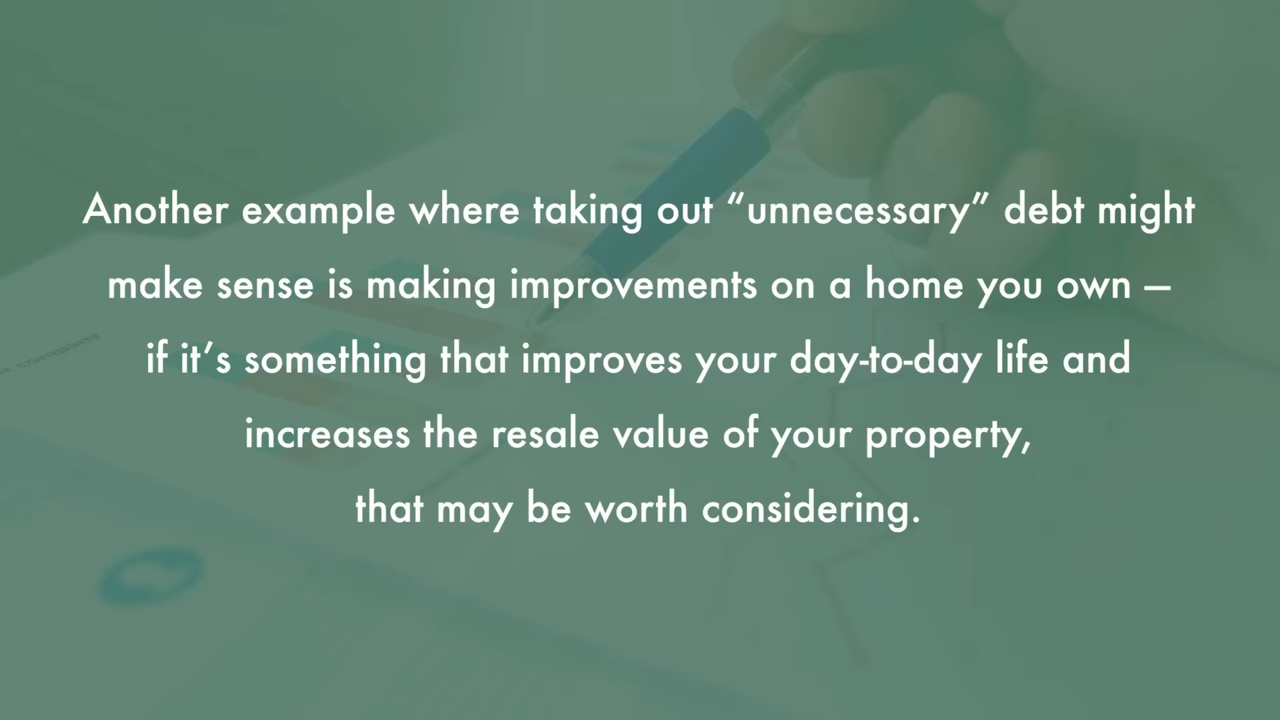 Another example where taking out “unnecessary” debt might
make sense is making improvements on a home you own —
if it’s something that improves your day-to-day life and
increases the resale value of your property,
that may be worth considering.
company